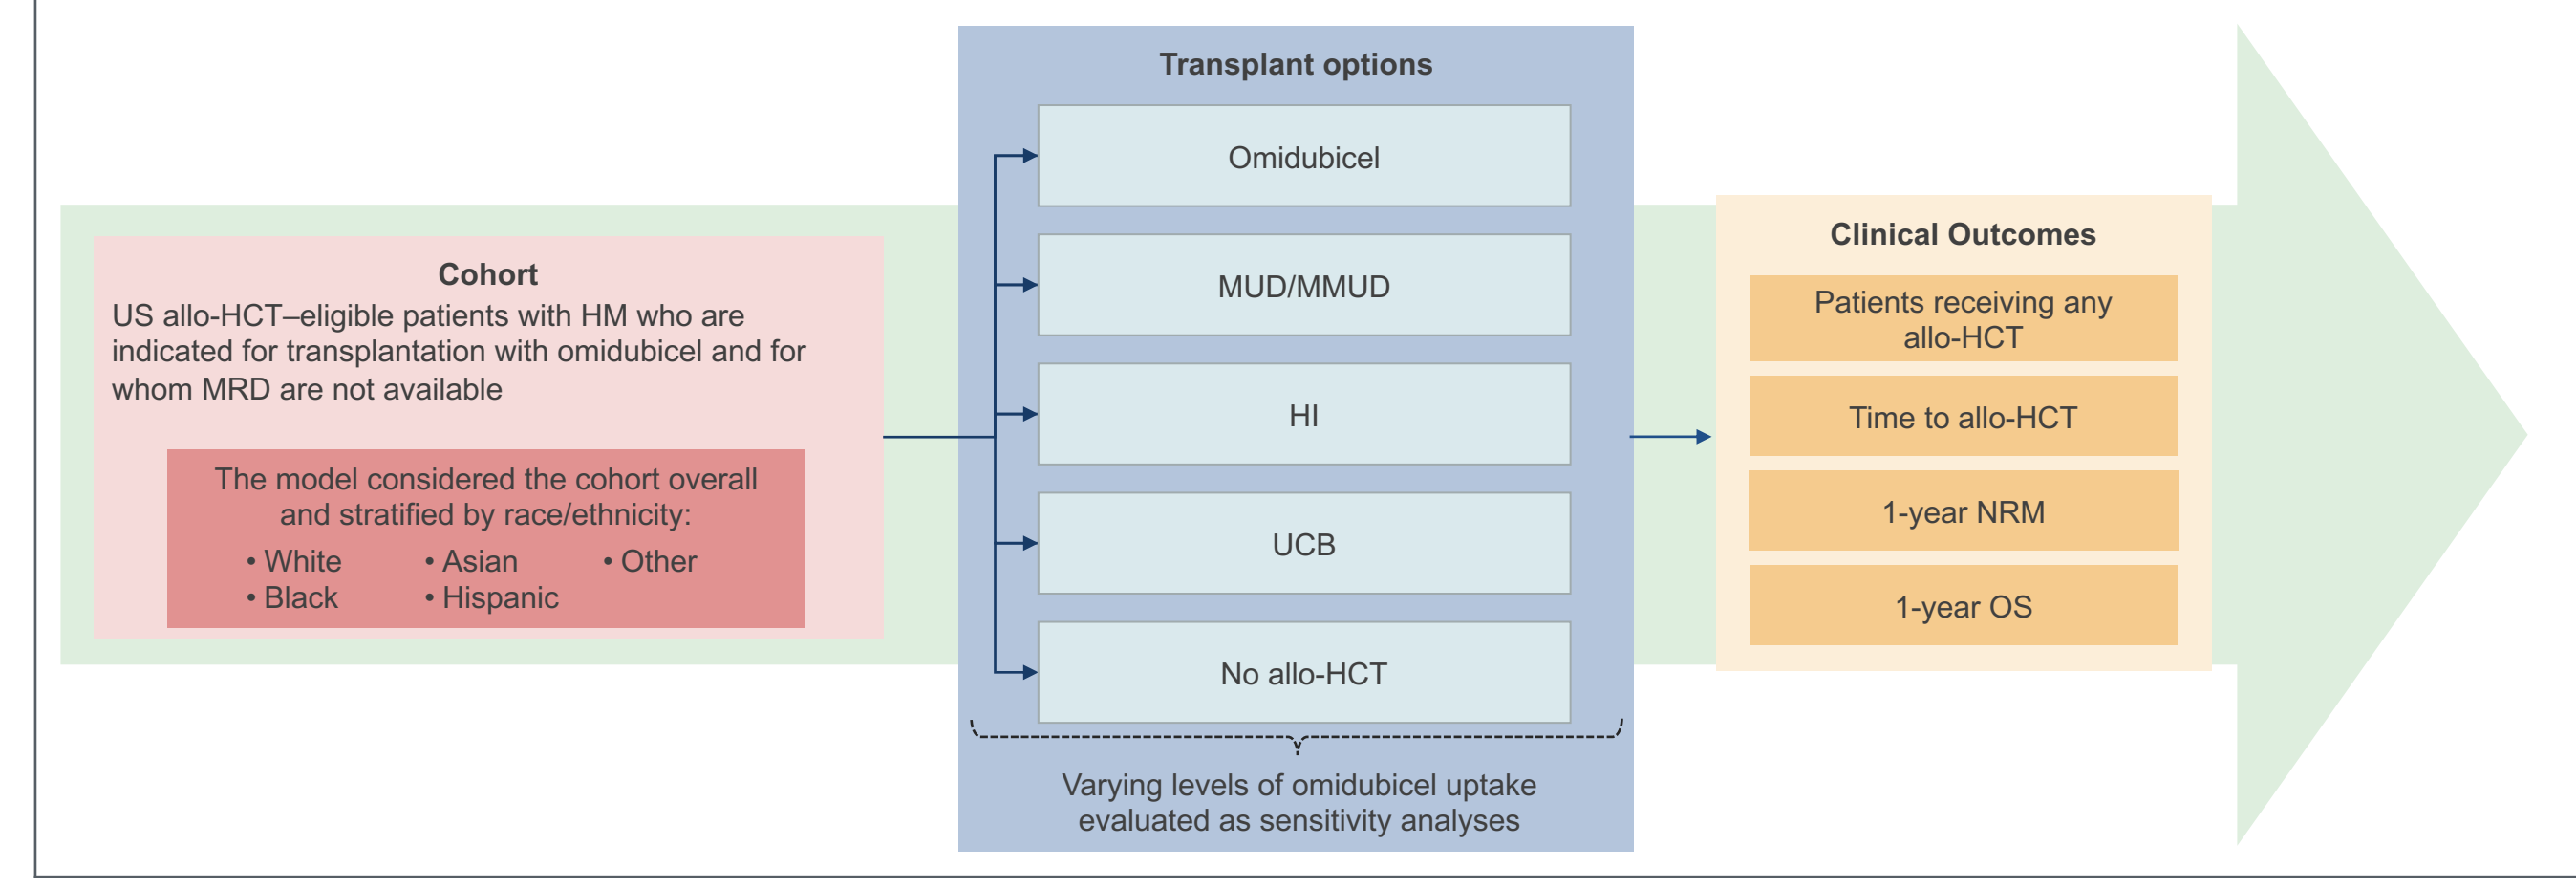 Cohort
US allo-HCT–eligible patients with HM who are
indicated for transplantation with omidubicel and for
whom MRD are not available
The model considered the cohort overall
and stratified by race/ethnicity:
• White • Asian • Other
• Black • Hispanic
Transplant options
Omidubicel
MUD/MMUD
HI
UCB
No allo-HCT
Varying levels of omidubicel uptake
evaluated as sensitivity analyses
Clinical Outcomes
Patients receiving any
allo-HCT
Time to allo-HCT
1-year NRM
1-year OS